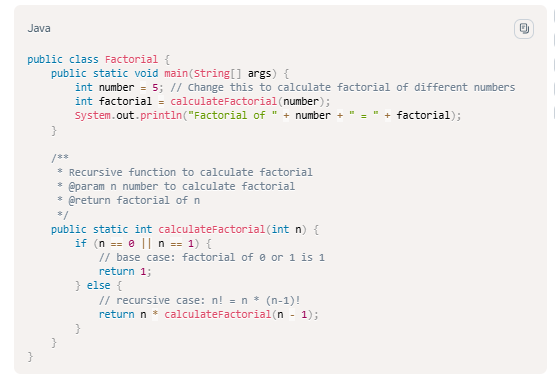 Java
public class Factorial {
    public static void main(String[] args) {
        int number = 5; // Change this to calculate factorial of different numbers
        int factorial = calculateFactorial(number);
        System.out.println("Factorial of " + number + " = " + factorial);
    }

    /**
     * Recursive function to calculate factorial
     * @param n number to calculate factorial
     * @return factorial of n
     */
    public static int calculateFactorial(int n) {
        if (n == 0 || n == 1) {
            // base case: factorial of 0 or 1 is 1
            return 1;
        } else {
            // recursive case: n! = n * (n-1)!
            return n * calculateFactorial(n - 1);
        }
    }
}